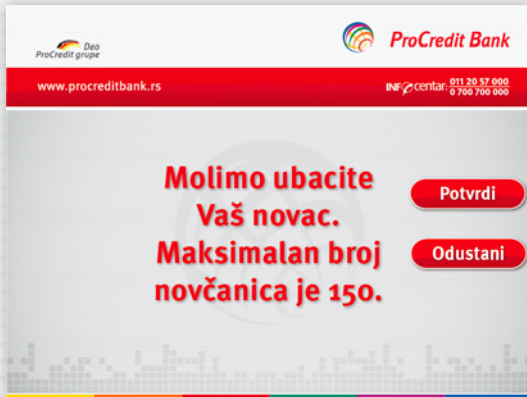 Deo
ProCredit grupe
ProCredit Bank
www.procreditbank.rs
INFO centar: 011 20 57 000
0 700 700 000
Molimo ubacite
Vaš novac.
Maksimalan broj
novčanica je 150.
Potvrdi
Odustani